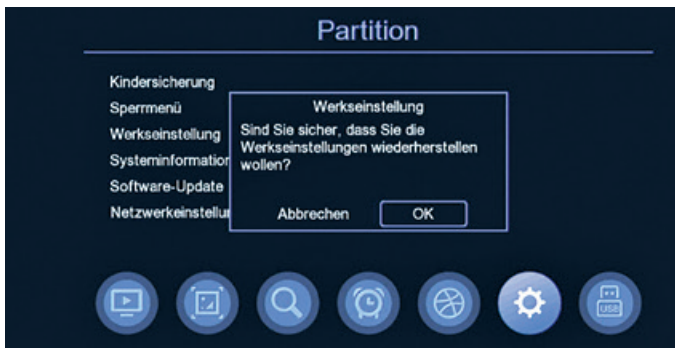 Partition
Kindersicherung
Sperrmenü
Werkseinstellung
Systeminformation
Software-Update
Netzwerkeinstellu
Werkseinstellung
Sind Sie sicher, dass Sie die
Werkseinstellungen wiederherstellen
wollen?
Abbrechen OK
USB